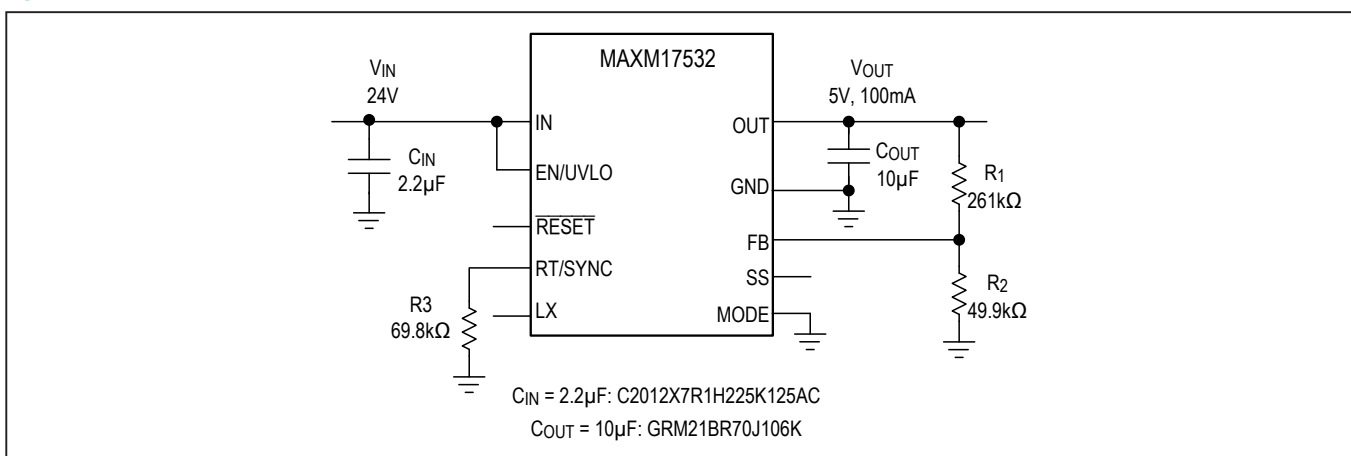 MAXM17532
VIN
24V
VOUT
5V, 100mA
IN
OUT
CIN
2.2µF
COUT
10µF
EN/UVLO
GND
R1
261kΩ
RESET
FB
RT/SYNC
SS
R3
69.8kΩ
LX
MODE
R2
49.9kΩ
CIN = 2.2µF: C2012X7R1H225K125AC
COUT = 10µF: GRM21BR70J106K